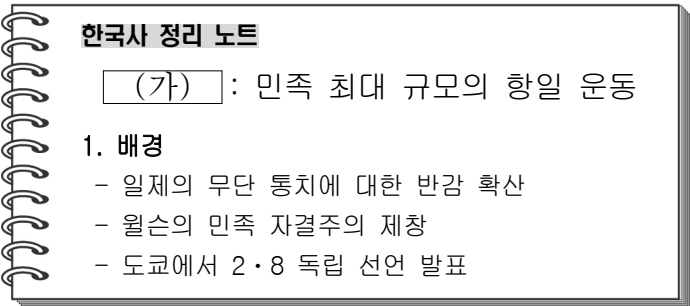 한국사 정리 노트
(가) : 민족 최대 규모의 항일 운동
1. 배경
- 일제의 무단 통치에 대한 반감 확산
- 윌슨의 민족 자결주의 제창
- 도쿄에서 2·8 독립 선언 발표